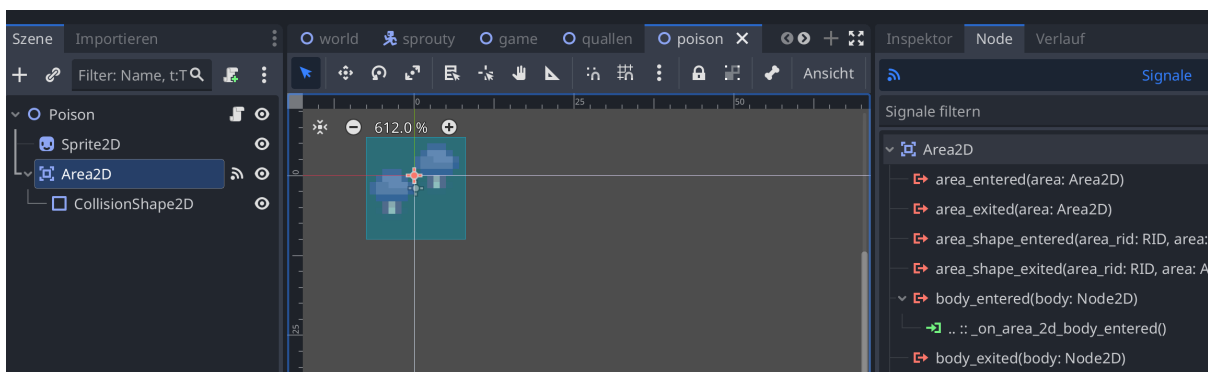 Szene Importieren
world sprouty game quallen poison
Inspektor Node Verlauf
Filter: Name, t:T
Ansicht
Signale
Poison
Sprite2D
Area2D
CollisionShape2D
0 25 50
612.0 %
0
25
Signale filtern
Area2D
area_entered(area: Area2D)
area_exited(area: Area2D)
area_shape_entered(area_rid: RID, area:
area_shape_exited(area_rid: RID, area: A
body_entered(body: Node2D)
.. :: _on_area_2d_body_entered()
body_exited(body: Node2D)